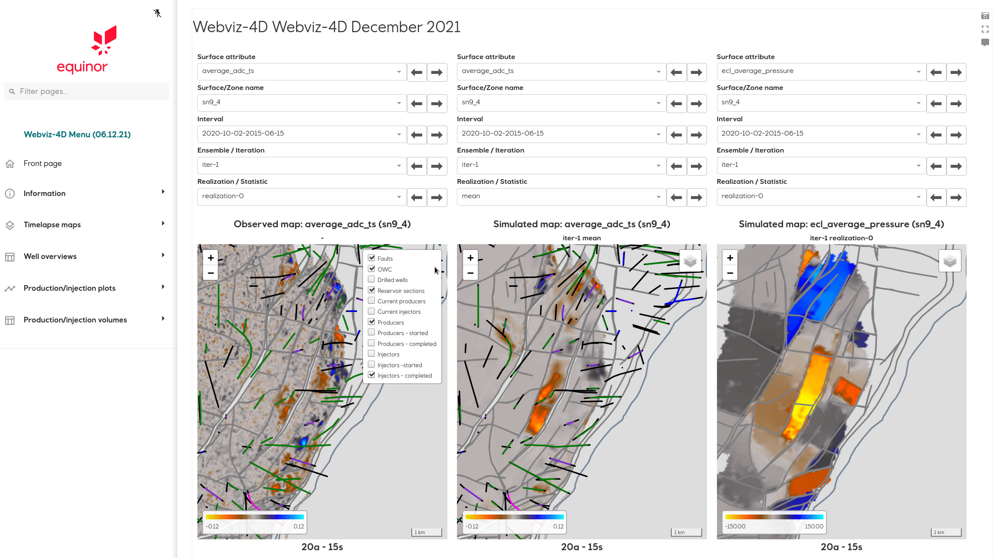 equinor
Filter pages...
Webviz-4D Menu (06.12.21)
Front page
Information
Timelapse maps
Well overviews
Production/injection plots
Production/injection volumes
Webviz-4D Webviz-4D December 2021
Surface attribute
average_adc_ts
Surface/Zone name
sn9_4
Interval
2020-10-02-2015-06-15
Ensemble / Iteration
iter-1
Realization / Statistic
realization-0
Observed map: average_adc_ts (sn9_4)
-
+
−
Faults
OWC
Drilled wells
Reservoir sections
Current producers
Current injectors
Producers
Producers - started
Producers - completed
Injectors
Injectors -started
Injectors - completed
-0.12 0.12
1 km
20a - 15s
Surface attribute
average_adc_ts
Surface/Zone name
sn9_4
Interval
2020-10-02-2015-06-15
Ensemble / Iteration
iter-1
Realization / Statistic
mean
Simulated map: average_adc_ts (sn9_4)
iter-1 mean
+
−
-0.12 0.12
1 km
20a - 15s
Surface attribute
ecl_average_pressure
Surface/Zone name
sn9_4
Interval
2020-10-02-2015-06-15
Ensemble / Iteration
iter-1
Realization / Statistic
realization-0
Simulated map: ecl_average_pressure (sn9_4)
iter-1 realization-0
+
−
-150.00 150.00
1 km
20a - 15s